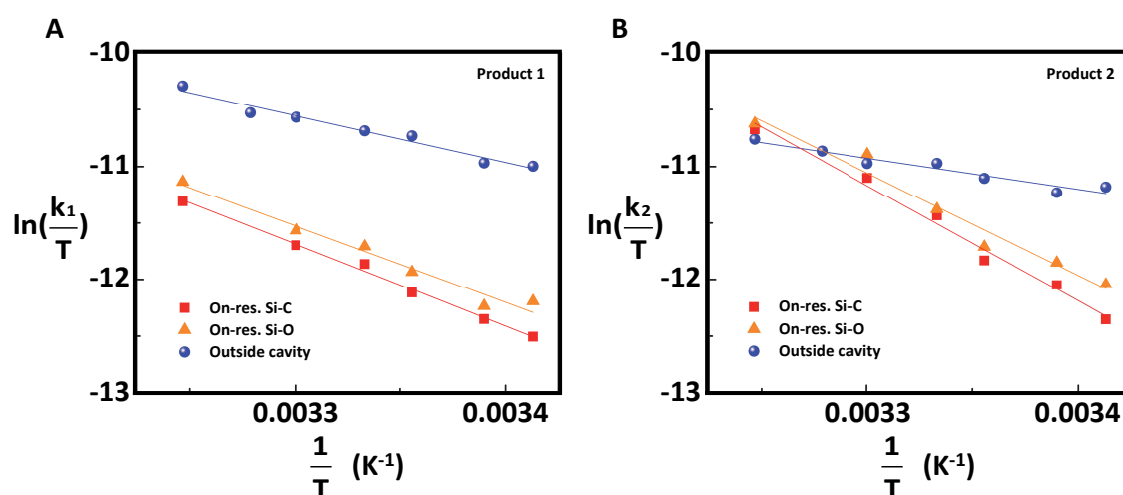 A
Product 1
-10
-11
-12
-13
ln(k₁/T)
On-res. Si-C
On-res. Si-O
Outside cavity
0.0033
0.0034
1/T (K⁻¹)
B
Product 2
-10
-11
-12
-13
ln(k₂/T)
On-res. Si-C
On-res. Si-O
Outside cavity
0.0033
0.0034
1/T (K⁻¹)